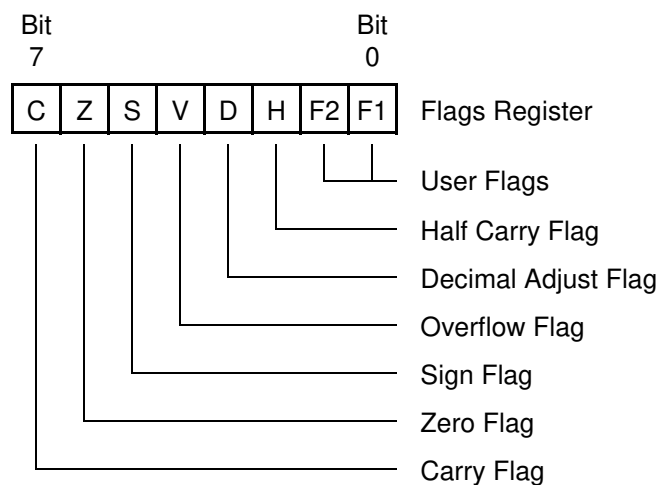 Bit Bit
7 0
C Z S V D H F2 F1 Flags Register
User Flags
Half Carry Flag
Decimal Adjust Flag
Overflow Flag
Sign Flag
Zero Flag
Carry Flag